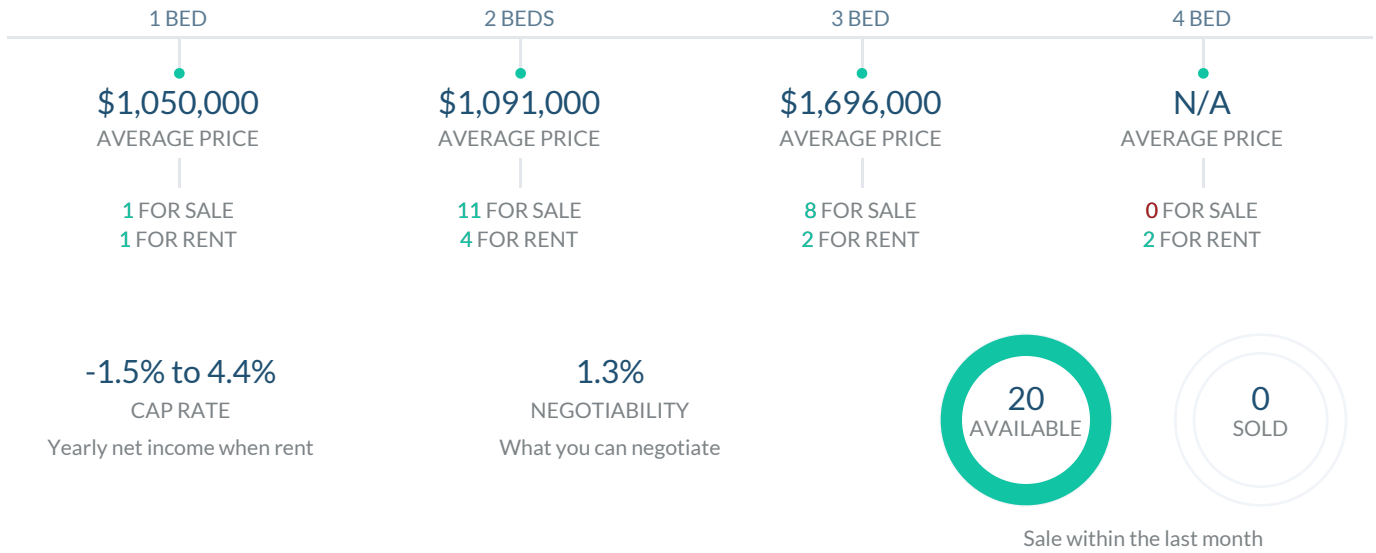 1 BED
2 BEDS
3 BED
4 BED
$1,050,000
$1,091,000
$1,696,000
N/A
AVERAGE PRICE
AVERAGE PRICE
AVERAGE PRICE
AVERAGE PRICE
1 FOR SALE
11 FOR SALE
8 FOR SALE
0 FOR SALE
1 FOR RENT
4 FOR RENT
2 FOR RENT
2 FOR RENT
-1.5% to 4.4%
CAP RATE
Yearly net income when rent
1.3%
NEGOTIABILITY
What you can negotiate
20
AVAILABLE
0
SOLD
Sale within the last month